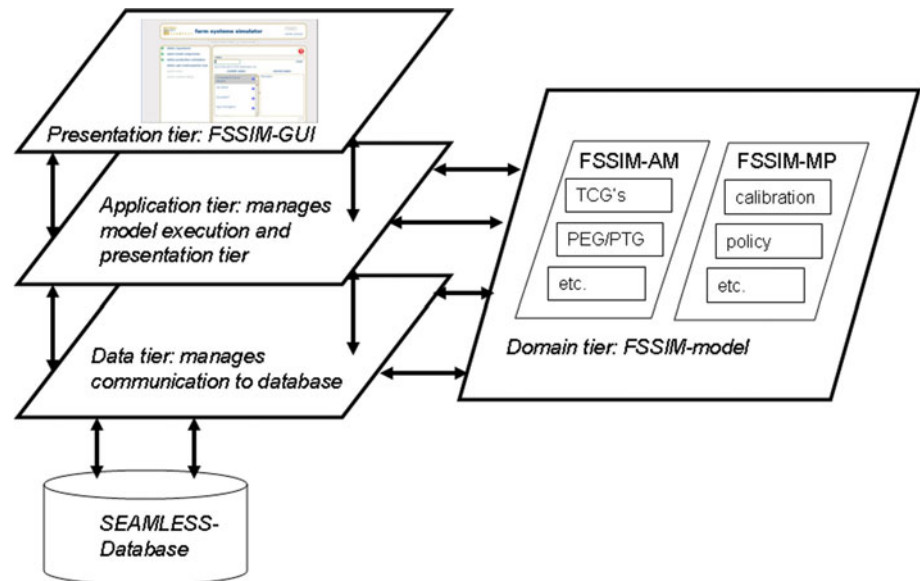 farm systems simulator
Presentation tier: FSSIM-GUI
Application tier: manages
model execution and
presentation tier
Data tier: manages
communication to database
SEAMLESS-
Database
FSSIM-AM
TCG's
PEG/PTG
etc.
FSSIM-MP
calibration
policy
etc.
Domain tier: FSSIM-model